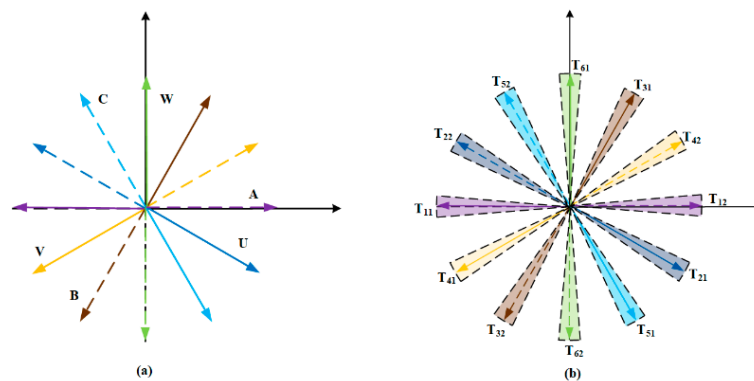 C
W
A
V
U
B
(a)
T₆₁
T₅₂
T₃₁
T₂₂
T₄₂
T₁₁
T₁₂
T₄₁
T₂₁
T₃₂
T₅₁
T₆₂
(b)